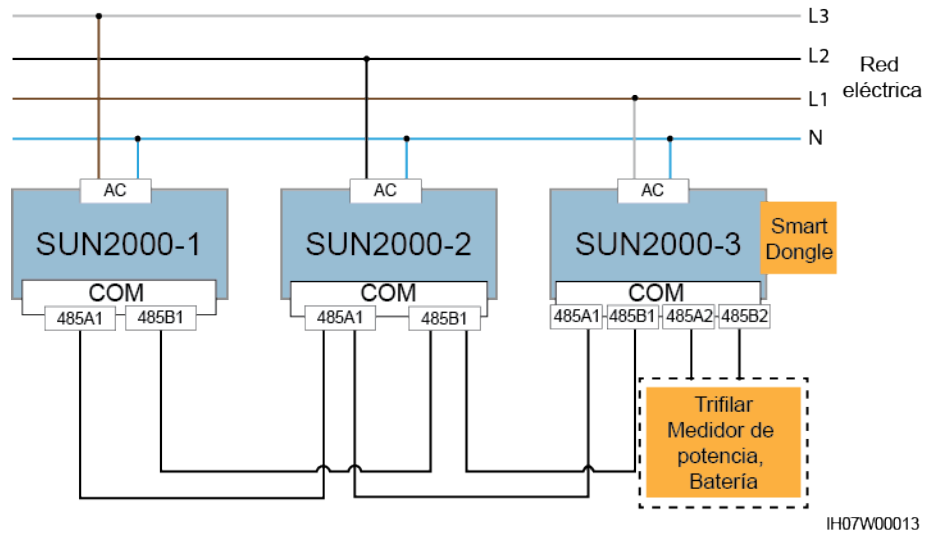 L3
L2
Red
eléctrica
L1
N
AC
AC
AC
SUN2000-1
SUN2000-2
SUN2000-3
Smart
Dongle
COM
COM
COM
485A1
485B1
485A1
485B1
485A1
485B1
485A2
485B2
Trifilar
Medidor de
potencia,
Batería
IH07W00013